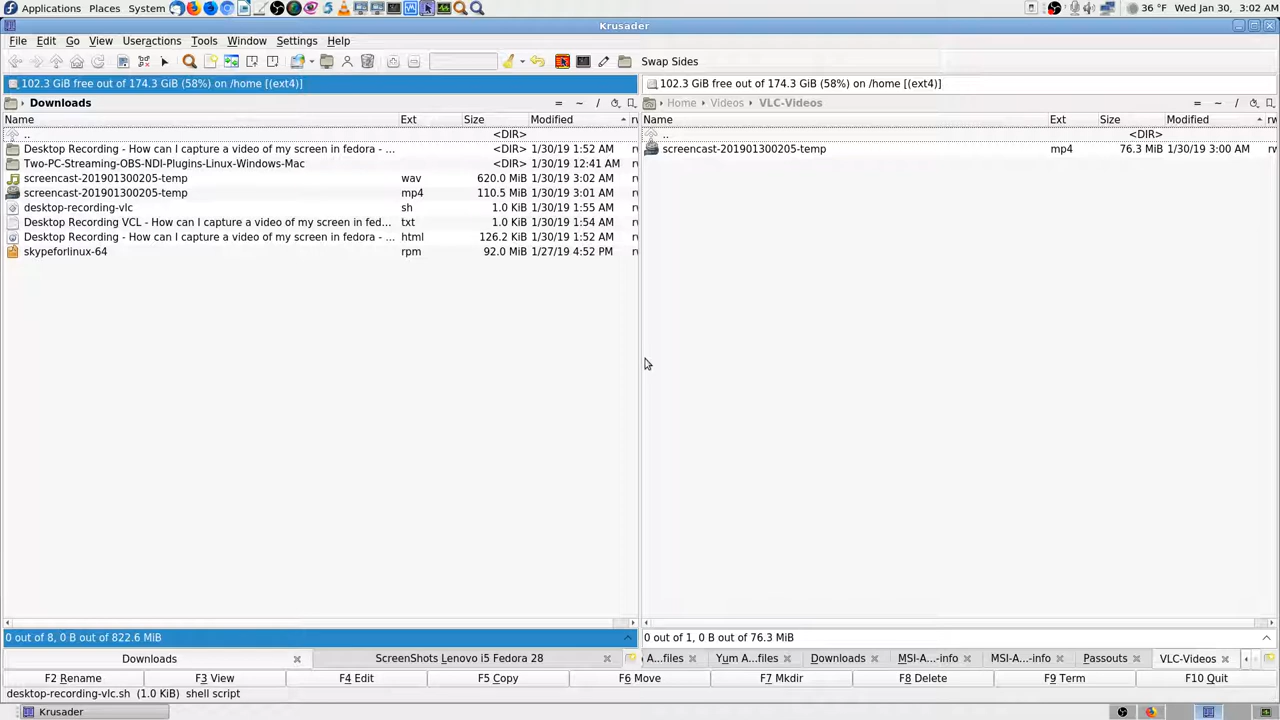 Applications Places System 36 °F Wed Jan 30, 3:02 AM
Krusader
File Edit Go View Useractions Tools Window Settings Help
Swap Sides
102.3 GiB free out of 174.3 GiB (58%) on /home [(ext4)] 102.3 GiB free out of 174.3 GiB (58%) on /home [(ext4)]
Downloads = ~ / Home Videos VLC-Videos = ~ /
Name Ext Size Modified rw Name Ext Size Modified rw
.. <DIR> .. <DIR>
Desktop Recording - How can I capture a video of my screen in fedora - ... <DIR> 1/30/19 1:52 AM screencast-201901300205-temp mp4 76.3 MiB 1/30/19 3:00 AM
Two-PC-Streaming-OBS-NDI-Plugins-Linux-Windows-Mac <DIR> 1/30/19 12:41 AM
screencast-201901300205-temp wav 620.0 MiB 1/30/19 3:02 AM
screencast-201901300205-temp mp4 110.5 MiB 1/30/19 3:01 AM
desktop-recording-vlc sh 1.0 KiB 1/30/19 1:55 AM
Desktop Recording VCL - How can I capture a video of my screen in fed... txt 1.0 KiB 1/30/19 1:54 AM
Desktop Recording - How can I capture a video of my screen in fedora - ... html 126.2 KiB 1/30/19 1:52 AM
skypeforlinux-64 rpm 92.0 MiB 1/27/19 4:52 PM
0 out of 8, 0 B out of 822.6 MiB 0 out of 1, 0 B out of 76.3 MiB
Downloads ScreenShots Lenovo i5 Fedora 28 A...files Yum A...files Downloads MSI-A...-info MSI-A...-info Passouts VLC-Videos
F2 Rename F3 View F4 Edit F5 Copy F6 Move F7 Mkdir F8 Delete F9 Term F10 Quit
desktop-recording-vlc.sh (1.0 KiB) shell script
Krusader